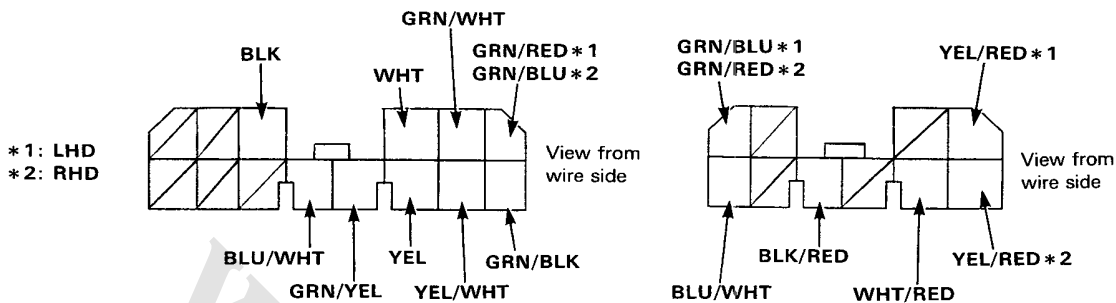 GRN/WHT
BLK
WHT
GRN/RED*1
GRN/BLU*2
*1: LHD
*2: RHD
View from
wire side
BLU/WHT
GRN/YEL
YEL
YEL/WHT
GRN/BLK
GRN/BLU*1
GRN/RED*2
YEL/RED*1
View from
wire side
BLU/WHT
BLK/RED
WHT/RED
YEL/RED*2